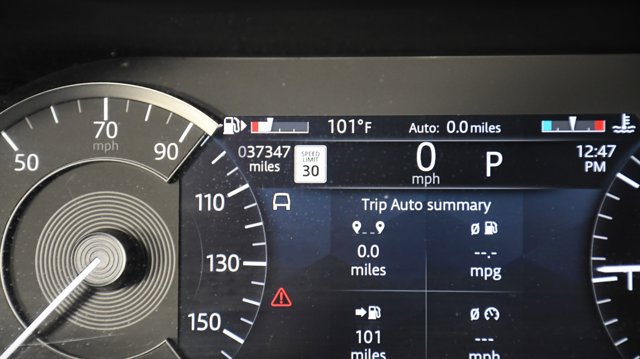 50
70
mph
90
110
130
150
101°F
Auto: 0.0 miles
037347
miles
SPEED
LIMIT
30
0
mph
P
12:47
PM
Trip Auto summary
0.0
miles
--.-
mpg
101
miles
---
mph